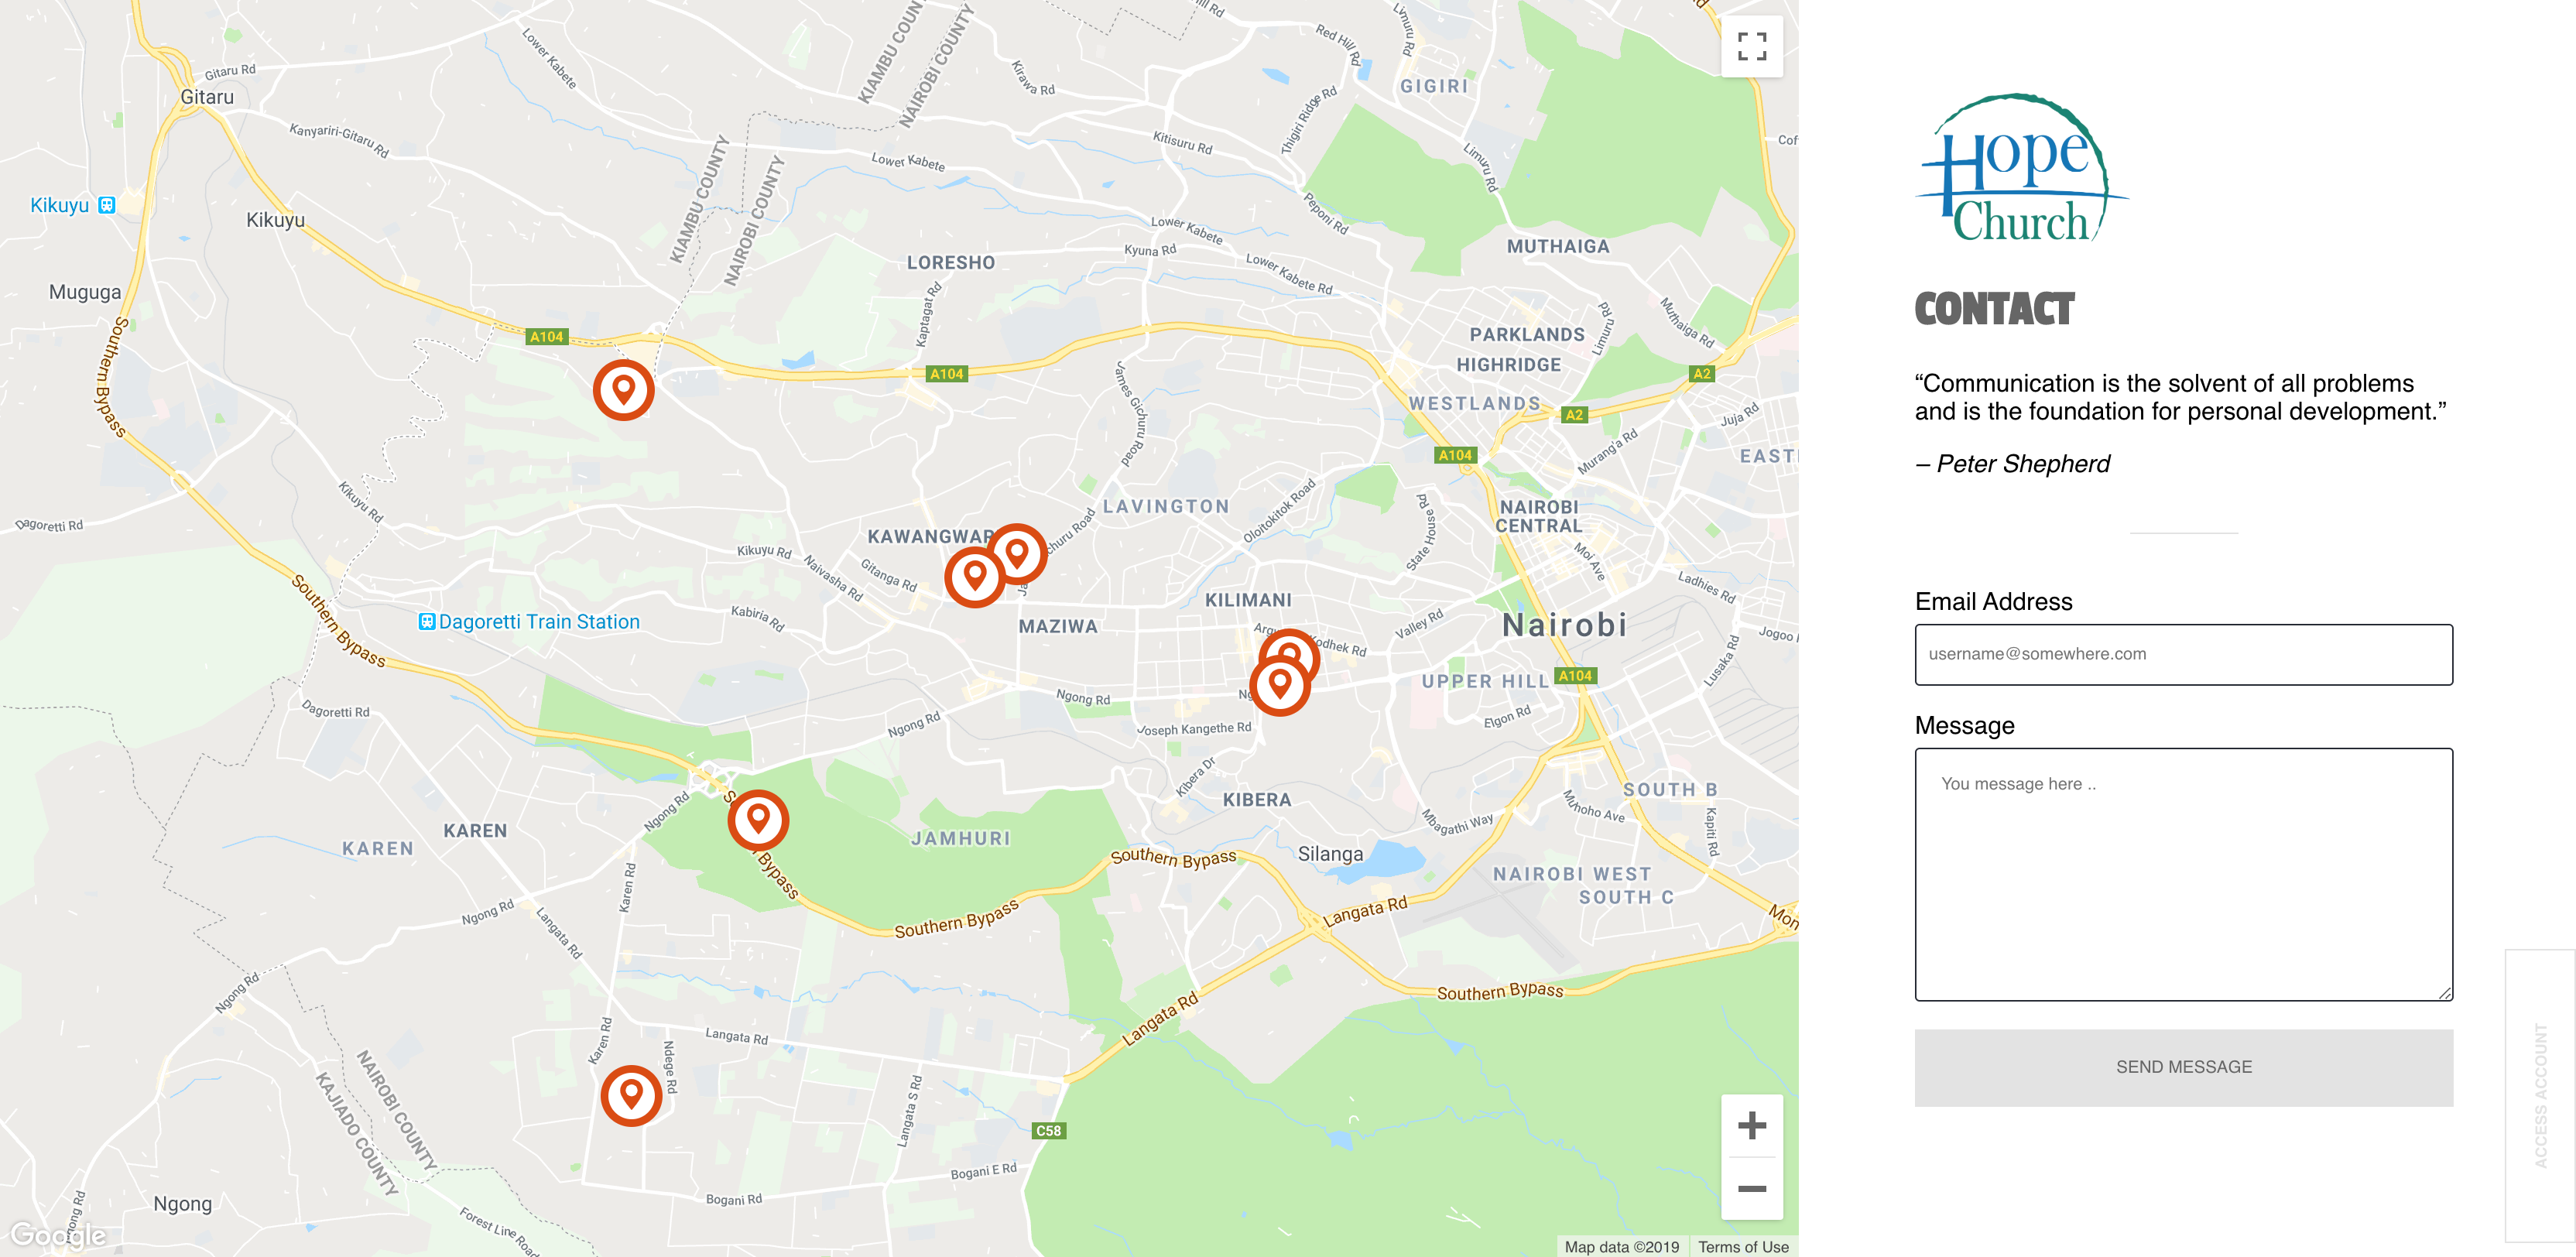 Gitaru Rd
Gitaru
Lower Kabete
Kanyariri-Gitaru Rd
KIAMBU COUNTY
NAIROBI COUNTY
Kirawa Rd
Red Hill Rd
Limuru Rd
GIGIRI
Thigiri Ridge Rd
Kitisuru Rd
Lower Kabete
Limuru Rd
Kikuyu
Kikuyu
KIAMBU COUNTY
NAIROBI COUNTY
Peponi Rd
Lower Kabete
Kyuna Rd
Lower Kabete Rd
LORESHO
MUTHAIGA
Muguga
Southern Bypass
Kaptagat Rd
A104
A104
PARKLANDS
HIGHRIDGE
Limuru Rd
Muthaiga Rd
A2
WESTLANDS
A2
Juja Rd
James Gichuru Road
A104
Murang'a Rd
Kikuyu Rd
Dagoretti Rd
LAVINGTON
Oloitokitok Road
State House Rd
NAIROBI
CENTRAL
Moi Ave
Kikuyu Rd
Naivasha Rd
Gitanga Rd
Ladhies Rd
Southern Bypass
Dagoretti Train Station
Kabiria Rd
MAZIWA
KILIMANI
Valley Rd
Nairobi
Lusaka Rd
UPPER HILL
A104
Ngong Rd
Dagoretti Rd
Ngong Rd
Joseph Kangethe Rd
Elgon Rd
Kibera Dr
KIBERA
SOUTH B
Muhoho Ave
Mbagathi Way
Kapiti Rd
Ngong Rd
KAREN
KAREN
JAMHURI
Bypass
Southern Bypass
Silanga
NAIROBI WEST
SOUTH C
Karen Rd
Ngong Rd
Langata Rd
Southern Bypass
Langata Rd
Ngong Rd
Southern Bypass
Langata Rd
Karen Rd
Langata Rd
Ndege Rd
NAIROBI COUNTY
KAJIADO COUNTY
Langata S Rd
C58
Bogani E Rd
Bogani Rd
Ngong
Google
Map data ©2019
Terms of Use
Hope
Church
CONTACT
“Communication is the solvent of all problems
and is the foundation for personal development.”
– Peter Shepherd
Email Address
username@somewhere.com
Message
You message here ..
SEND MESSAGE
ACCESS ACCOUNT